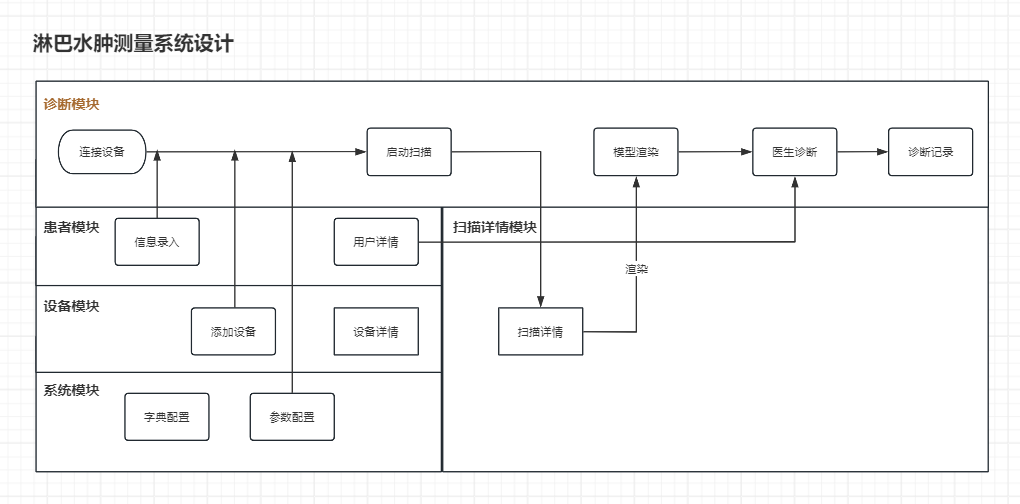 淋巴水肿测量系统设计
诊断模块
连接设备
启动扫描
模型渲染
医生诊断
诊断记录
患者模块
信息录入
用户详情
扫描详情模块
渲染
设备模块
添加设备
设备详情
扫描详情
系统模块
字典配置
参数配置